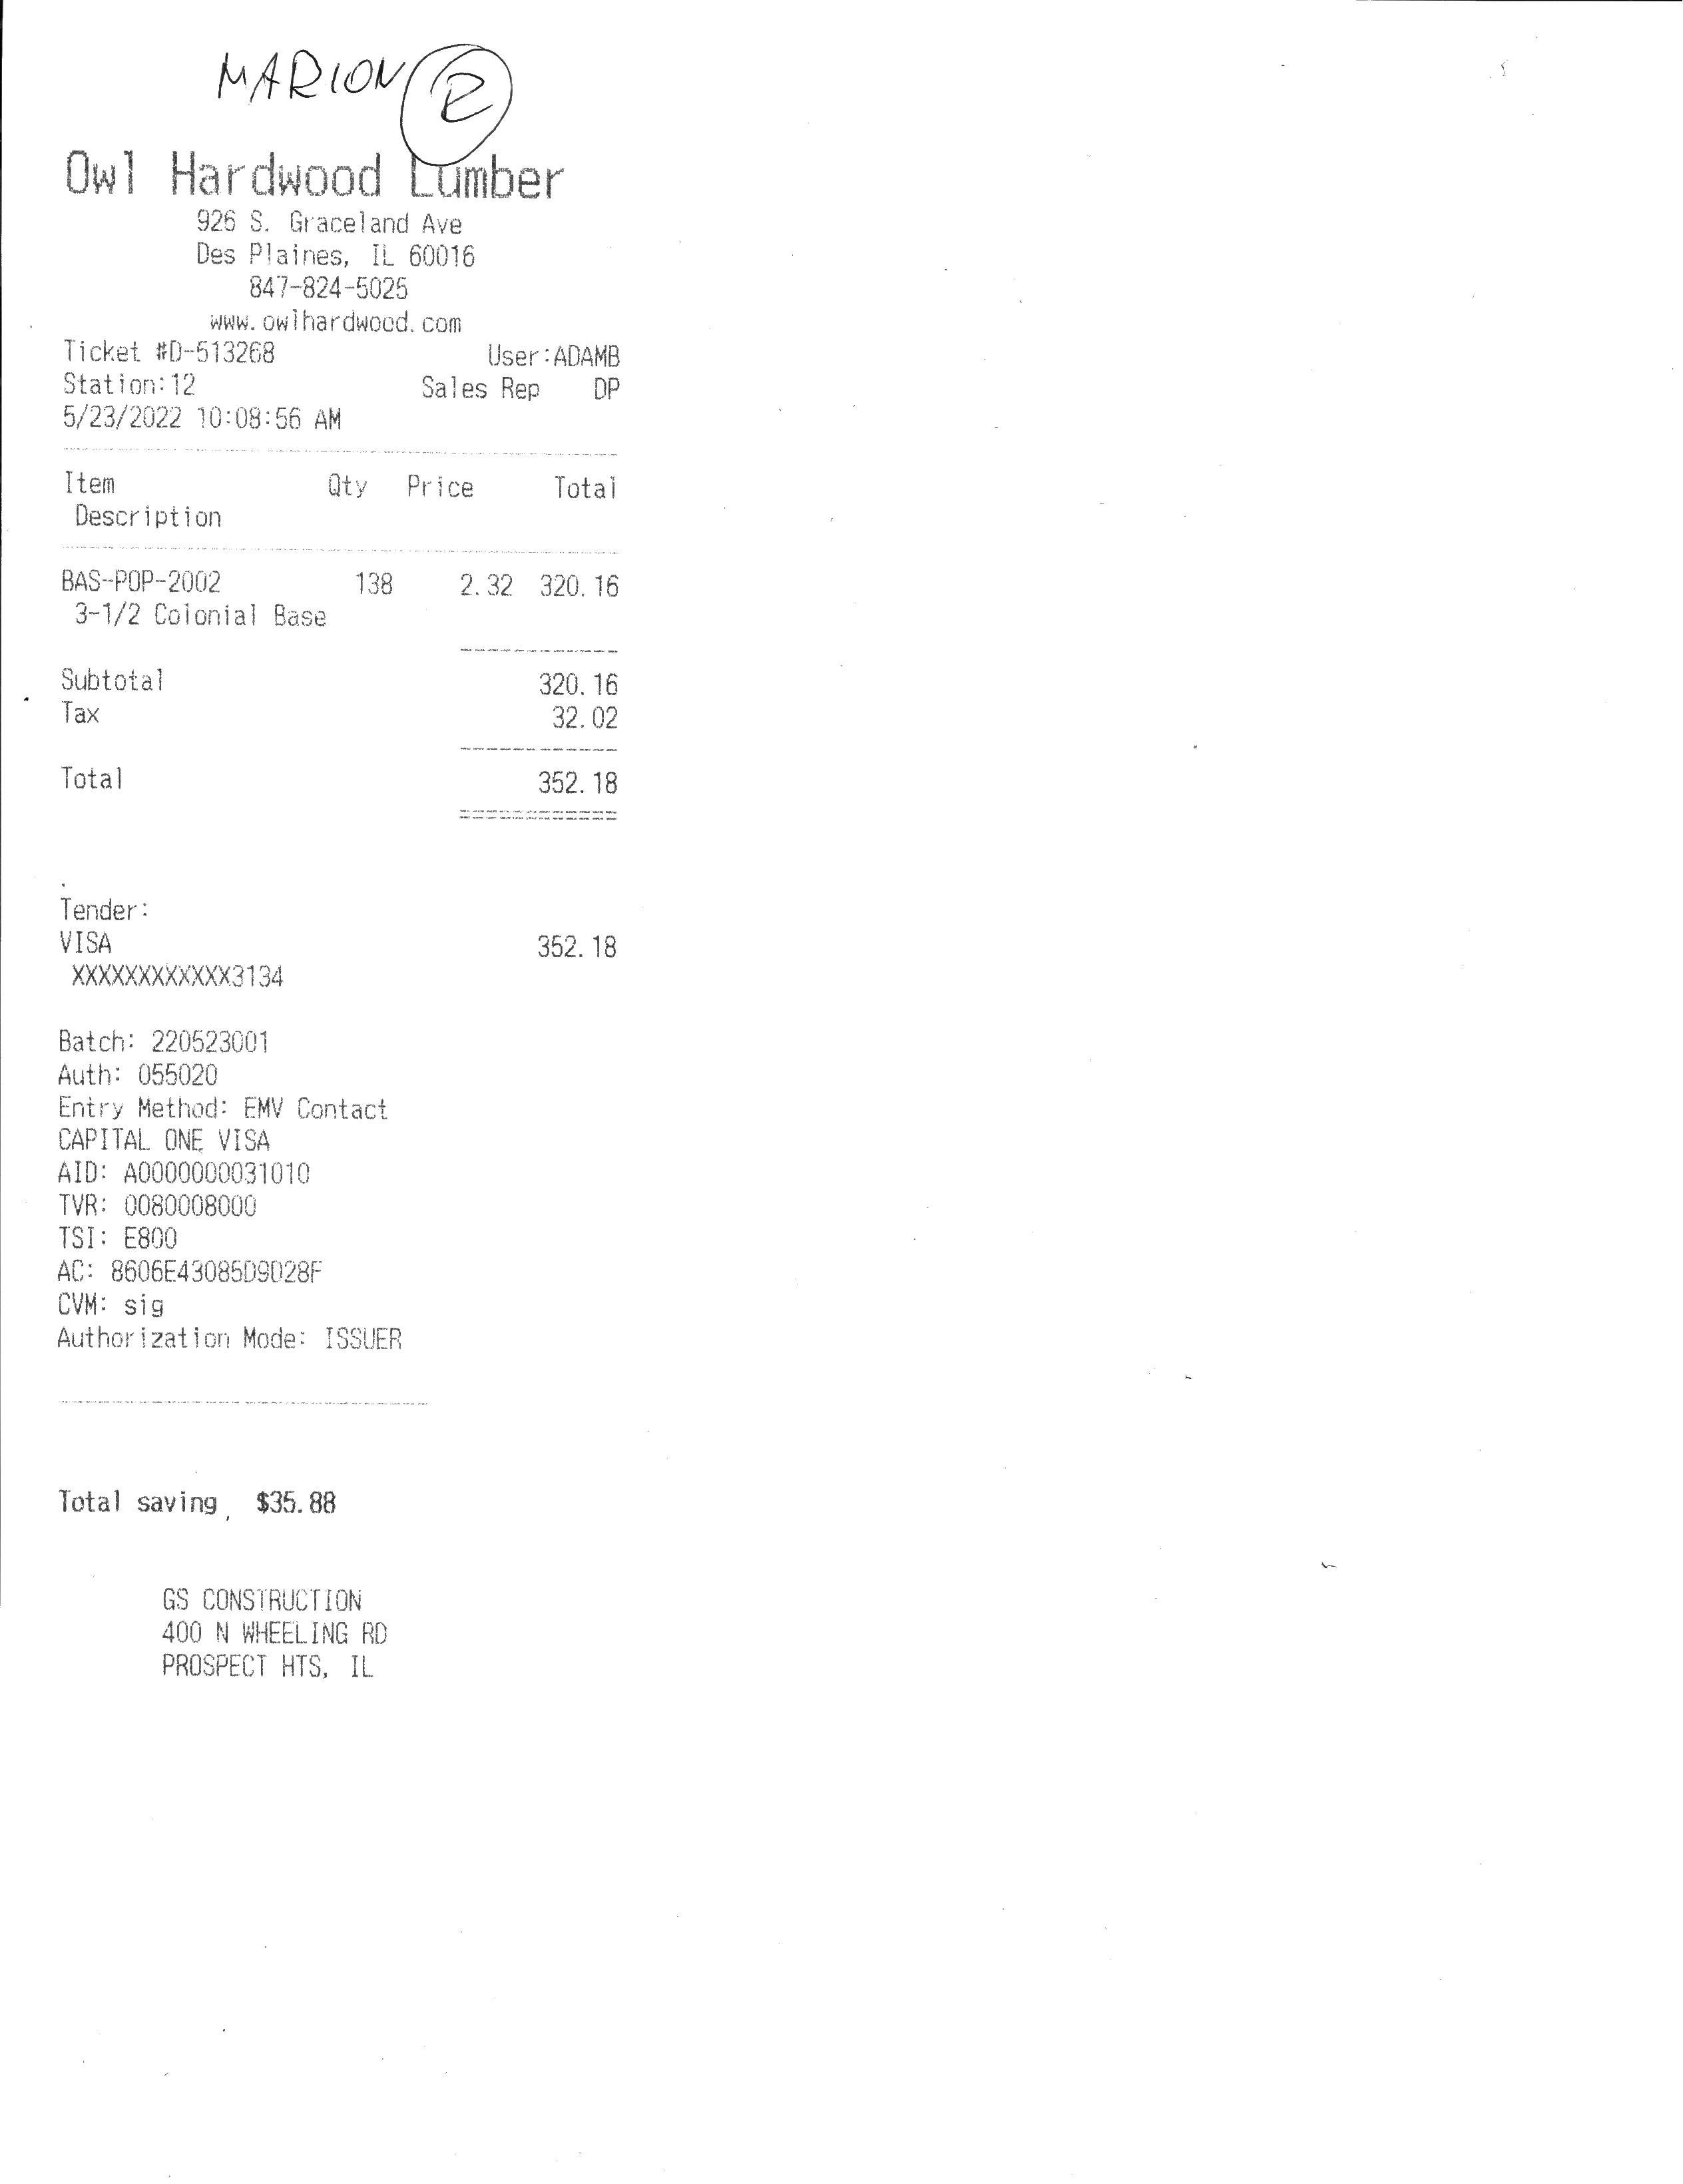 MARION R
Owl Hardwood Lumber
926 S. Graceland Ave
Des Plaines, IL 60016
847-824-5025
www.owlhardwood.com
Ticket #D-513268 User:ADAMB
Station:12 Sales Rep DP
5/23/2022 10:08:56 AM
Item Qty Price Total
Description
BAS-POP-2002 138 2.32 320.16
3-1/2 Colonial Base
Subtotal 320.16
Tax 32.02
Total 352.18
Tender:
VISA 352.18
XXXXXXXXXXXX3134
Batch: 220523001
Auth: 055020
Entry Method: EMV Contact
CAPITAL ONE VISA
AID: A0000000031010
TVR: 0080008000
TSI: E800
AC: 8606E43085D9D28F
CVM: sig
Authorization Mode: ISSUER
Total saving $35.88
GS CONSTRUCTION
400 N WHEELING RD
PROSPECT HTS, IL